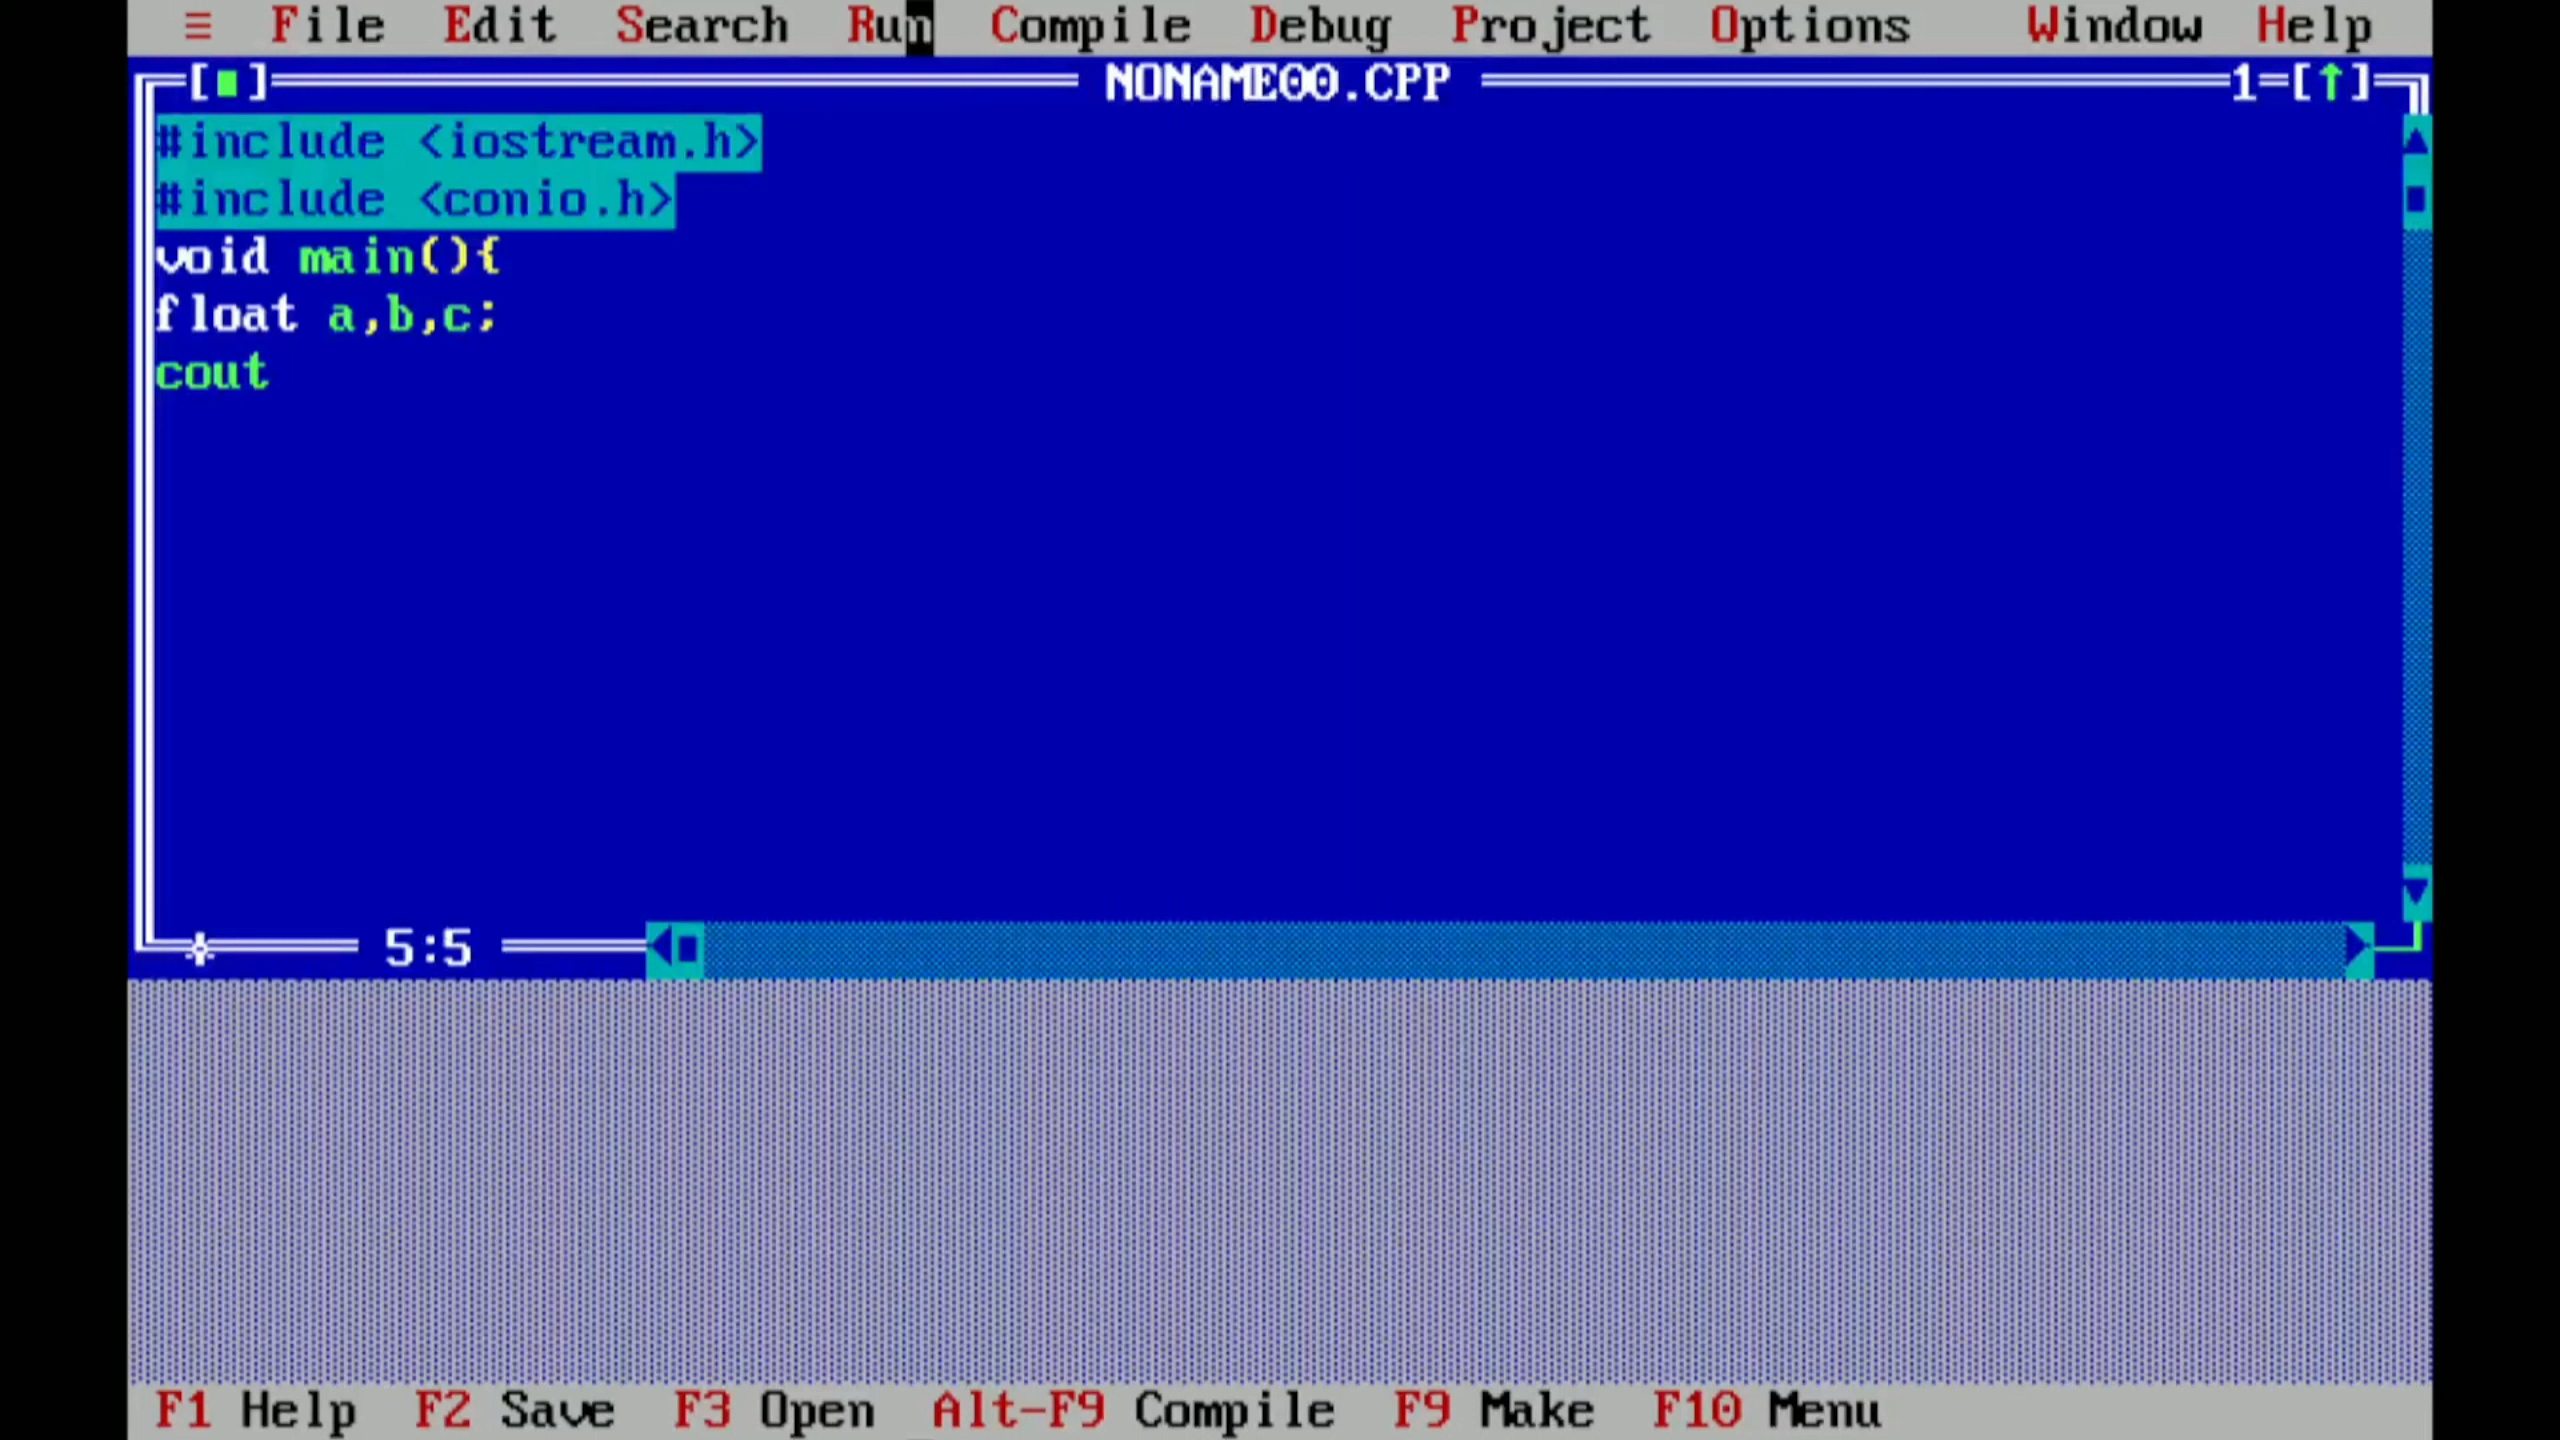 ≡ File Edit Search Run Compile Debug Project Options Window Help
[■] NONAME00.CPP 1=[↑]
#include <iostream.h>
#include <conio.h>
void main(){
float a,b,c;
cout
5:5
F1 Help F2 Save F3 Open Alt-F9 Compile F9 Make F10 Menu